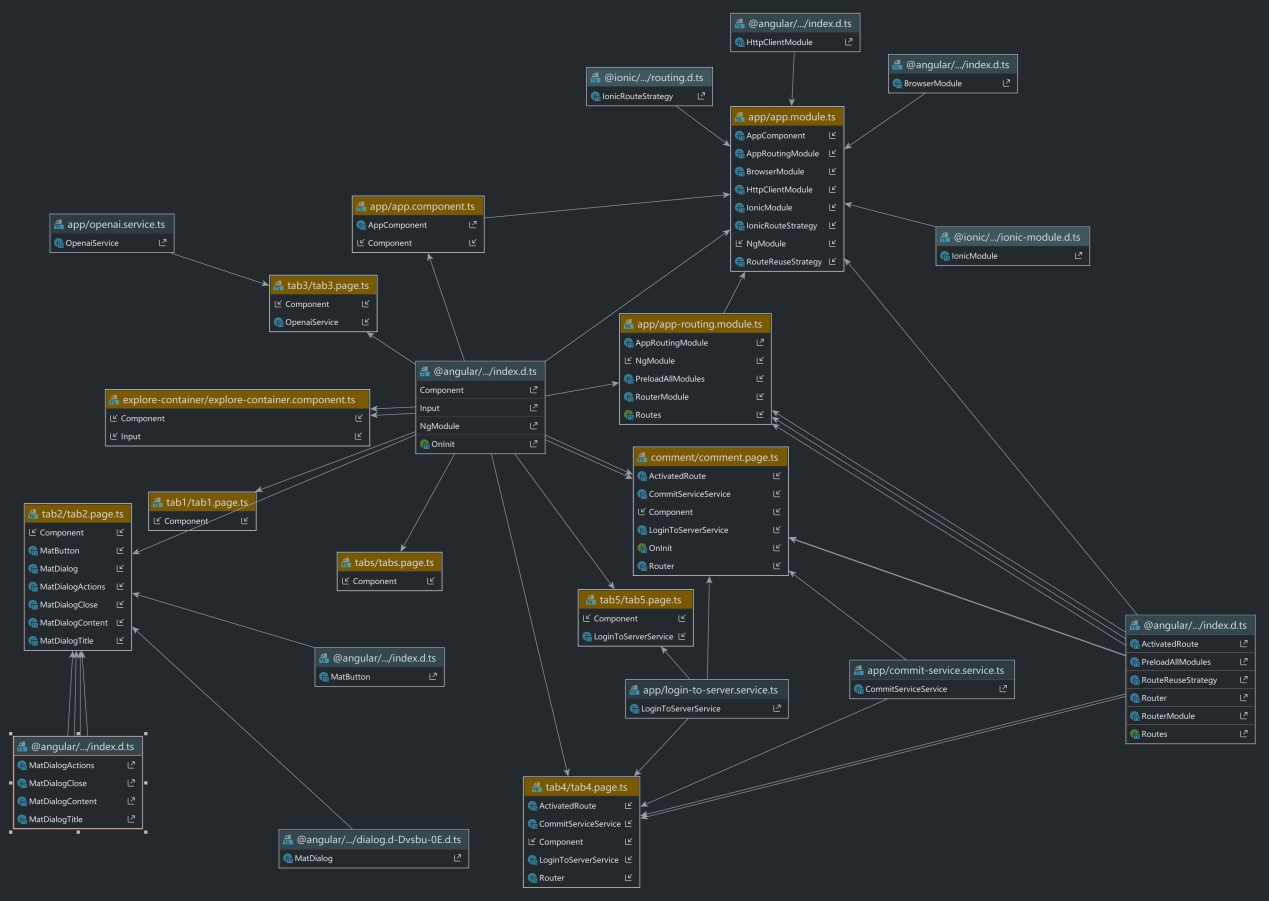 @angular/.../index.d.ts
HttpClientModule
@angular/.../index.d.ts
BrowserModule
@ionic/.../routing.d.ts
IonicRouteStrategy
app/app.module.ts
AppComponent
AppRoutingModule
BrowserModule
HttpClientModule
IonicModule
IonicRouteStrategy
NgModule
RouteReuseStrategy
app/app.component.ts
AppComponent
Component
app/openai.service.ts
OpenaiService
@ionic/.../ionic-module.d.ts
IonicModule
tab3/tab3.page.ts
Component
OpenaiService
app/app-routing.module.ts
AppRoutingModule
NgModule
PreloadAllModules
RouterModule
Routes
@angular/.../index.d.ts
Component
Input
NgModule
OnInit
explore-container/explore-container.component.ts
Component
Input
comment/comment.page.ts
ActivatedRoute
CommitServiceService
Component
LoginToServerService
OnInit
Router
tab1/tab1.page.ts
Component
tab2/tab2.page.ts
Component
MatButton
MatDialog
MatDialogActions
MatDialogClose
MatDialogContent
MatDialogTitle
tabs/tabs.page.ts
Component
tab5/tab5.page.ts
Component
LoginToServerService
@angular/.../index.d.ts
ActivatedRoute
PreloadAllModules
RouteReuseStrategy
Router
RouterModule
Routes
@angular/.../index.d.ts
MatButton
app/commit-service.service.ts
CommitServiceService
app/login-to-server.service.ts
LoginToServerService
@angular/.../index.d.ts
MatDialogActions
MatDialogClose
MatDialogContent
MatDialogTitle
tab4/tab4.page.ts
ActivatedRoute
CommitServiceService
Component
LoginToServerService
Router
@angular/.../dialog.d-Dvsbu-0E.d.ts
MatDialog